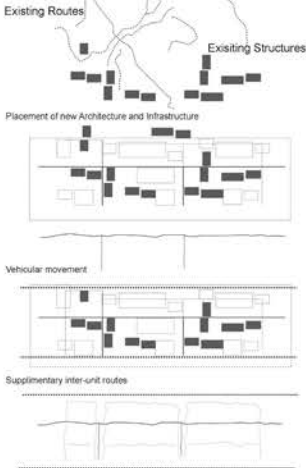 Existing Routes
Exisiting Structures
Placement of new Architecture and Infrastructure
Vehicular movement
Supplimentary inter-unit routes